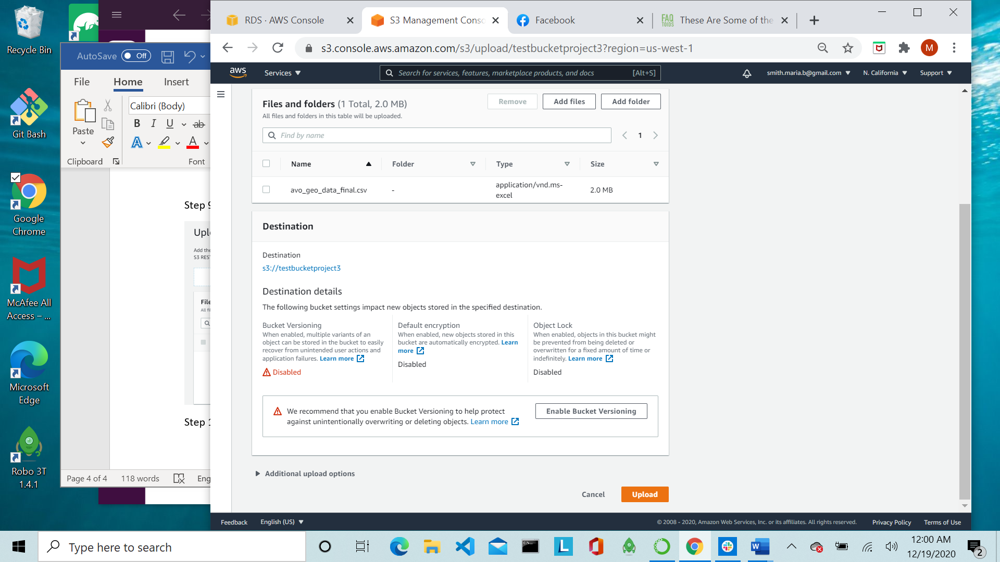 Recycle Bin
Git Bash
Google
Chrome
McAfee All
Access – ...
Microsoft
Edge
Robo 3T
1.4.1
AutoSave Off
File Home Insert
Calibri (Body)
Paste
B I U ab
A A
Clipboard Font
Step 9
Uplo
Add the
S3 REST
File
All fi
Step 1
Page 4 of 4 118 words Eng
RDS · AWS Console
S3 Management Consc
Facebook
FAQ
TOIDS
These Are Some of the
s3.console.aws.amazon.com/s3/upload/testbucketproject3?region=us-west-1
M
aws Services Search for services, features, marketplace products, and docs [Alt+S] smith.maria.b@gmail.com N. California Support
Files and folders (1 Total, 2.0 MB)
Remove Add files Add folder
All files and folders in this table will be uploaded.
Find by name 1
Name Folder Type Size
avo_geo_data_final.csv - application/vnd.ms-
excel 2.0 MB
Destination
Destination
s3://testbucketproject3
Destination details
The following bucket settings impact new objects stored in the specified destination.
Bucket Versioning
When enabled, multiple variants of an
object can be stored in the bucket to easily
recover from unintended user actions and
application failures. Learn more
Disabled
Default encryption
When enabled, new objects stored in this
bucket are automatically encrypted. Learn
more
Disabled
Object Lock
When enabled, objects in this bucket might
be prevented from being deleted or
overwritten for a fixed amount of time or
indefinitely. Learn more
Disabled
We recommend that you enable Bucket Versioning to help protect
against unintentionally overwriting or deleting objects. Learn more
Enable Bucket Versioning
Additional upload options
Cancel Upload
Feedback English (US) © 2008 - 2020, Amazon Web Services, Inc. or its affiliates. All rights reserved. Privacy Policy Terms of Use
Type here to search
L
W
12:00 AM
12/19/2020
2